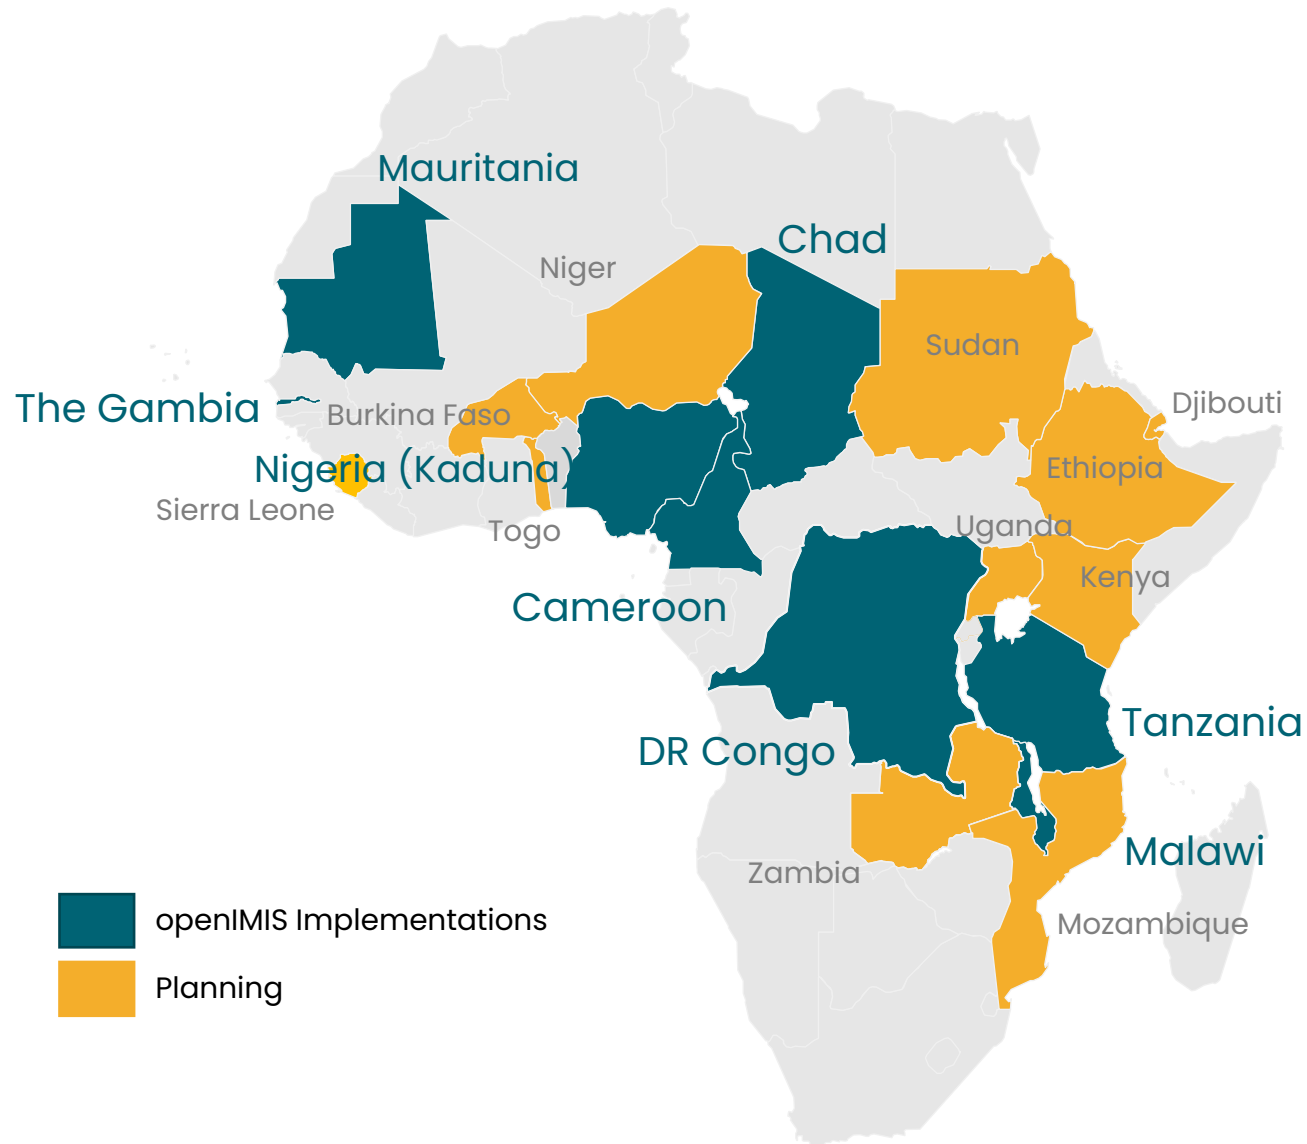 Mauritania
Chad
Niger
Sudan
Djibouti
The Gambia
Burkina Faso
Nigeria (Kaduna)
Ethiopia
Sierra Leone
Togo
Uganda
Kenya
Cameroon
Tanzania
DR Congo
Malawi
Zambia
openIMIS Implementations
Mozambique
Planning